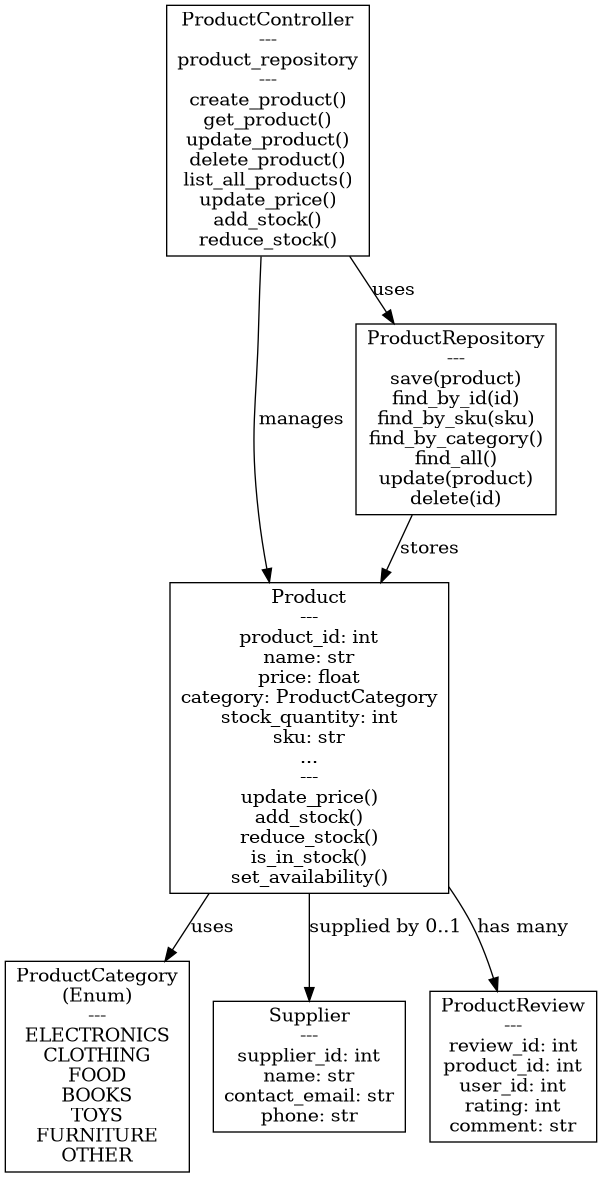 ProductController
---
product_repository
---
create_product()
get_product()
update_product()
delete_product()
list_all_products()
update_price()
add_stock()
reduce_stock()
uses
ProductRepository
---
save(product)
find_by_id(id)
find_by_sku(sku)
find_by_category()
find_all()
update(product)
delete(id)
manages
stores
Product
---
product_id: int
name: str
price: float
category: ProductCategory
stock_quantity: int
sku: str
...
---
update_price()
add_stock()
reduce_stock()
is_in_stock()
set_availability()
uses
supplied by 0..1
has many
ProductCategory
(Enum)
---
ELECTRONICS
CLOTHING
FOOD
BOOKS
TOYS
FURNITURE
OTHER
Supplier
---
supplier_id: int
name: str
contact_email: str
phone: str
ProductReview
---
review_id: int
product_id: int
user_id: int
rating: int
comment: str